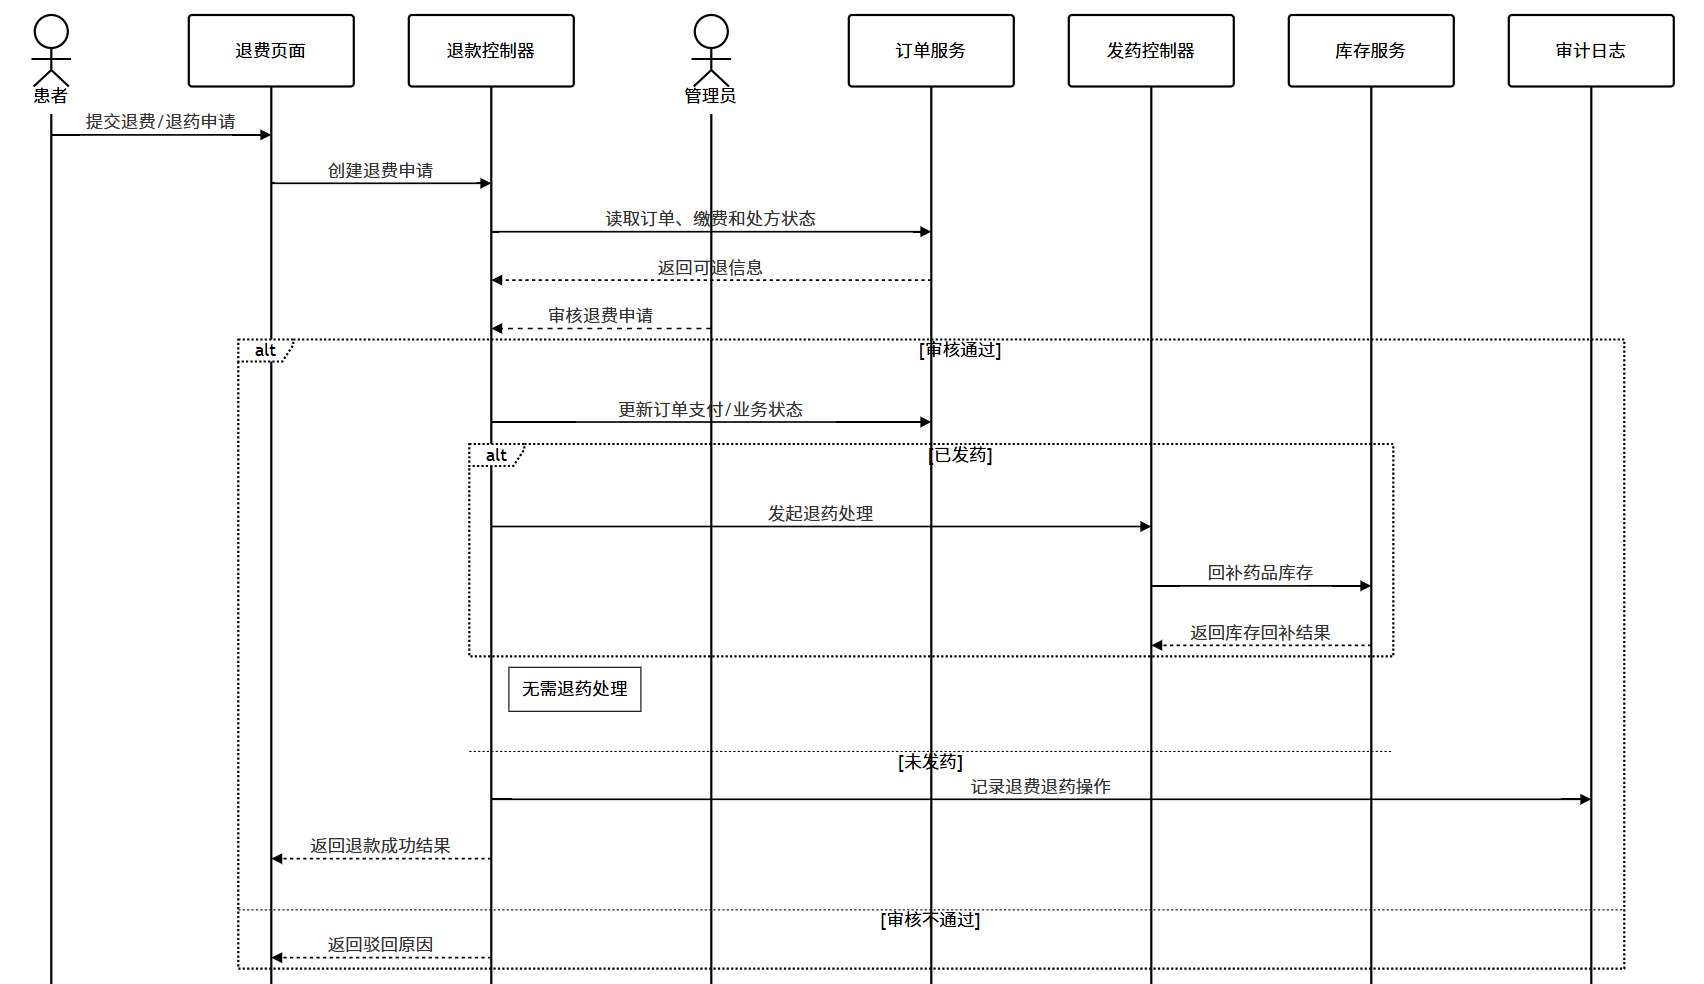 患者
退费页面
退款控制器
管理员
订单服务
发药控制器
库存服务
审计日志
提交退费/退药申请
创建退费申请
读取订单、缴费和处方状态
返回可退信息
审核退费申请
alt
[审核通过]
更新订单支付/业务状态
alt
[已发药]
发起退药处理
回补药品库存
返回库存回补结果
无需退药处理
[未发药]
记录退费退药操作
返回退款成功结果
[审核不通过]
返回驳回原因